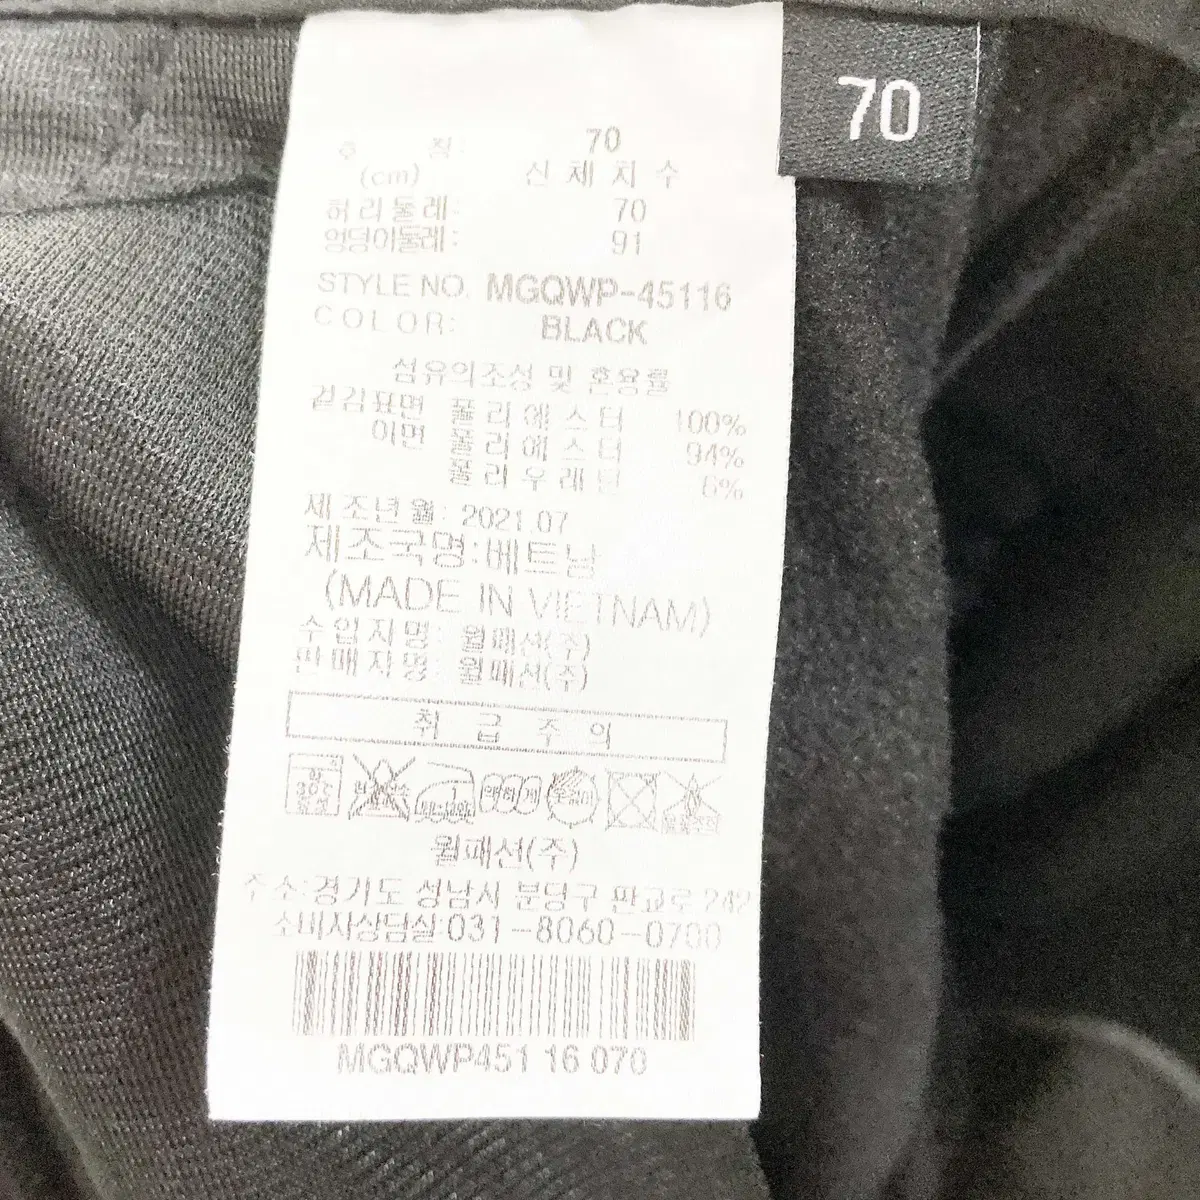 70
호 칭: 70
(cm) 신체치수
허리둘레: 70
엉덩이둘레: 91
STYLE NO. MGQWP-45116
COLOR: BLACK
섬유의조성 및 혼용률
겉감표면 폴리에스터 100%
이면 폴리에스터 94%
폴리우레탄 6%
제조년월: 2021.07
제조국명:베트남
(MADE IN VIETNAM)
수입자명: 월패션(주)
판매자명: 월패션(주)
취급주의
약하게
월패션(주)
주소:경기도 성남시 분당구 판교로 242
소비자상담실:031-8060-0700
MGQWP451 16 070